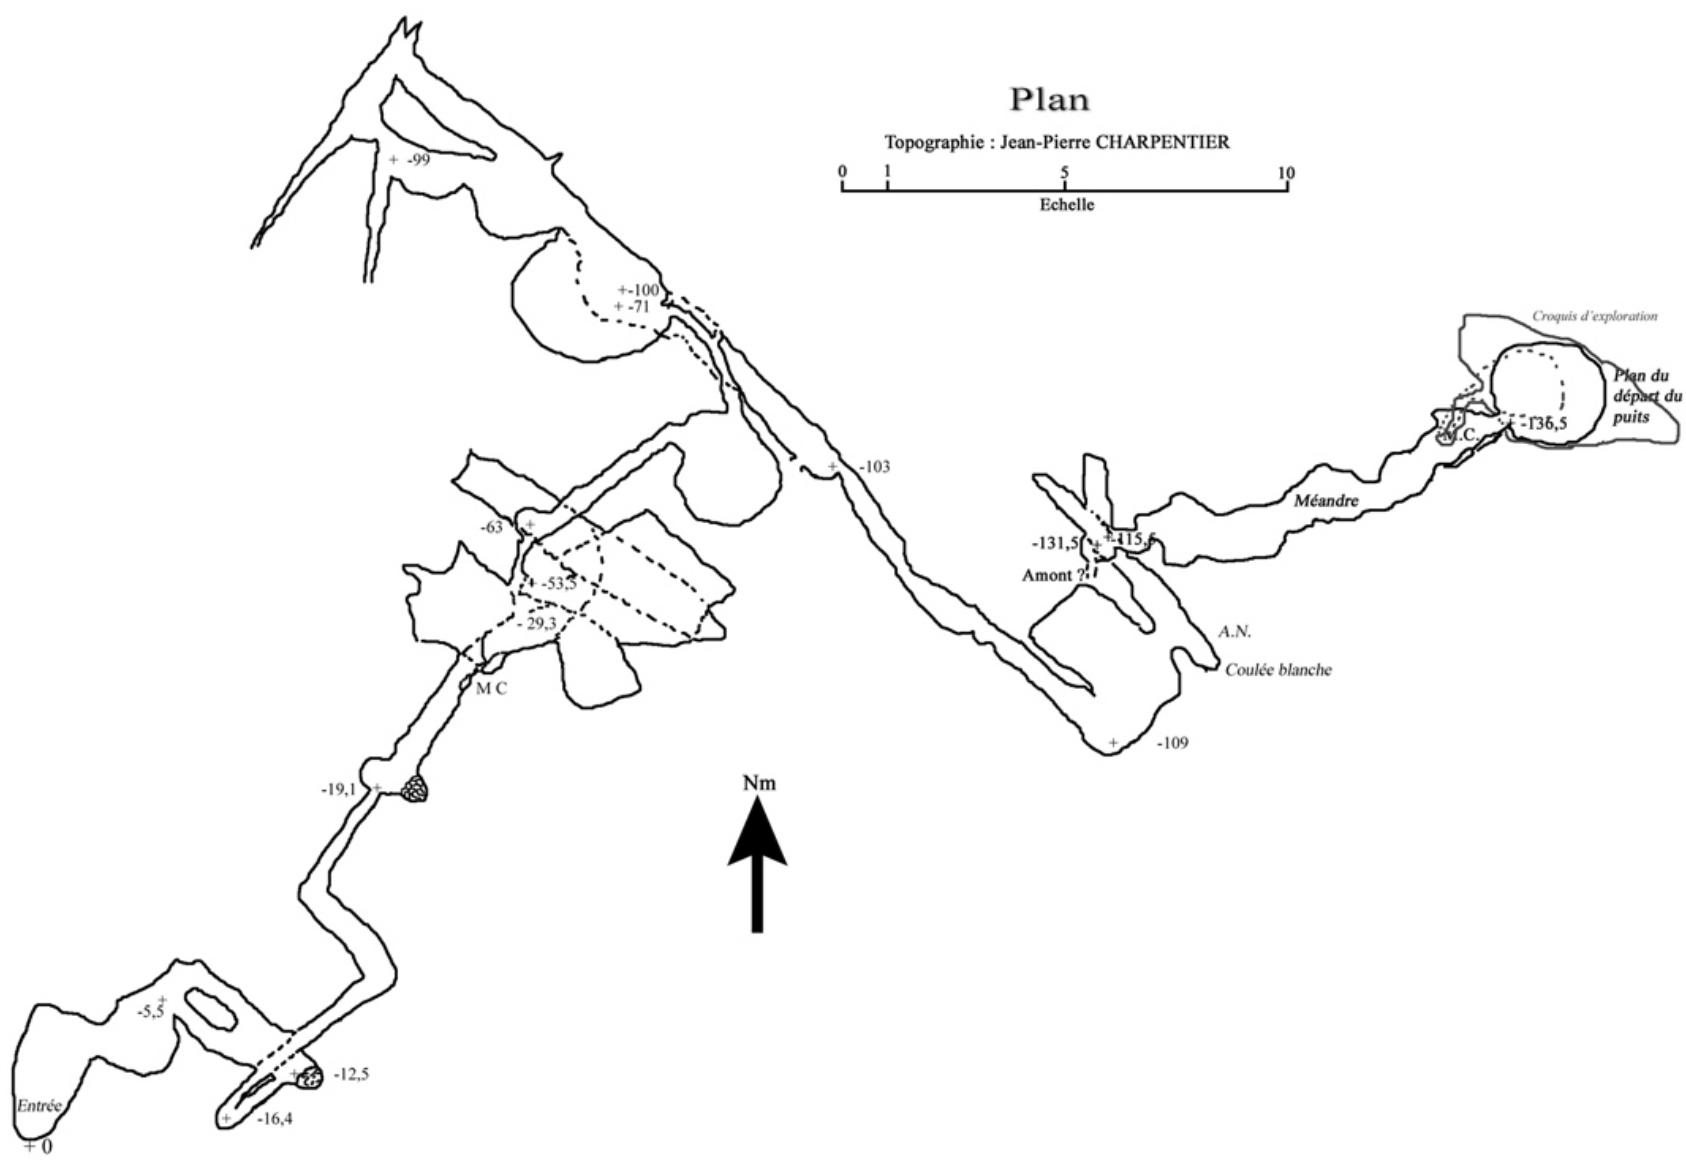 Plan
Topographie : Jean-Pierre CHARPENTIER
0 1 5 10
Echelle
+ -99
+-100
+ -71
Croquis d'exploration
Plan du
départ du
puits
+ -136,5
M.C.
+ -103
Méandre
-63 +
-131,5 +
+-115,5
Amont ?
+ -53,5
- 29,3
A.N.
Coulée blanche
M C
+ -109
-19,1 +
Nm
-5,5 +
+ -12,5
Entrée
+ -16,4
+ 0